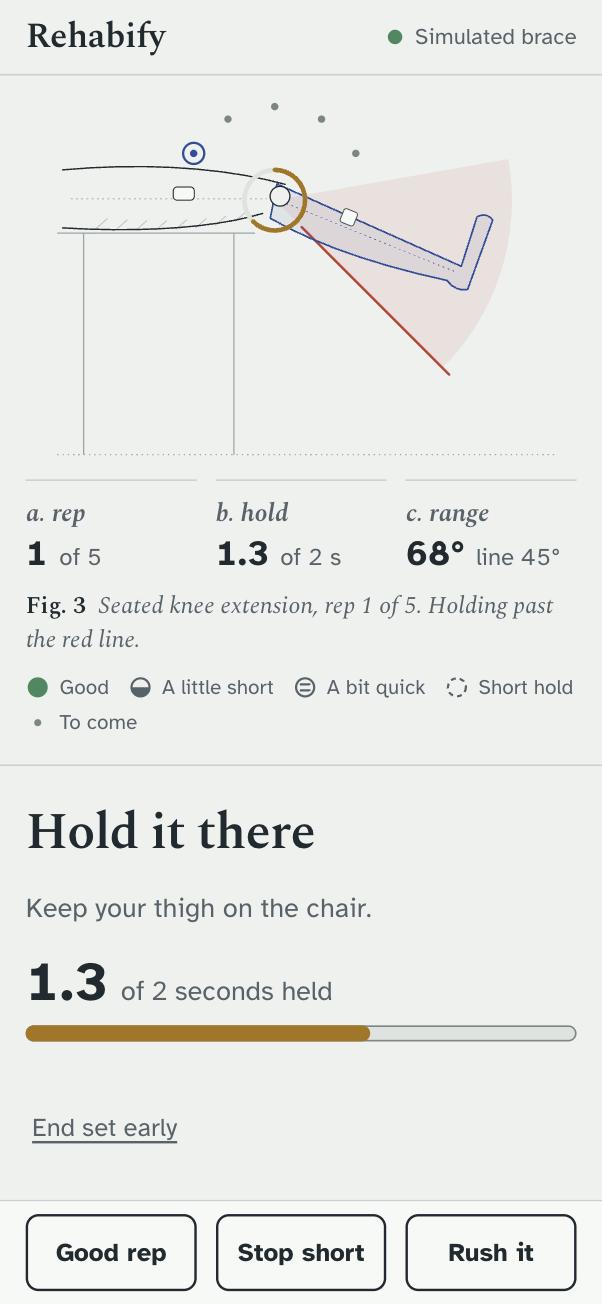 Rehabify
Simulated brace
a. rep
1 of 5
b. hold
1.3 of 2 s
c. range
68° line 45°
Fig. 3 Seated knee extension, rep 1 of 5. Holding past
the red line.
Good
A little short
A bit quick
Short hold
To come
Hold it there
Keep your thigh on the chair.
1.3 of 2 seconds held
End set early
Good rep
Stop short
Rush it